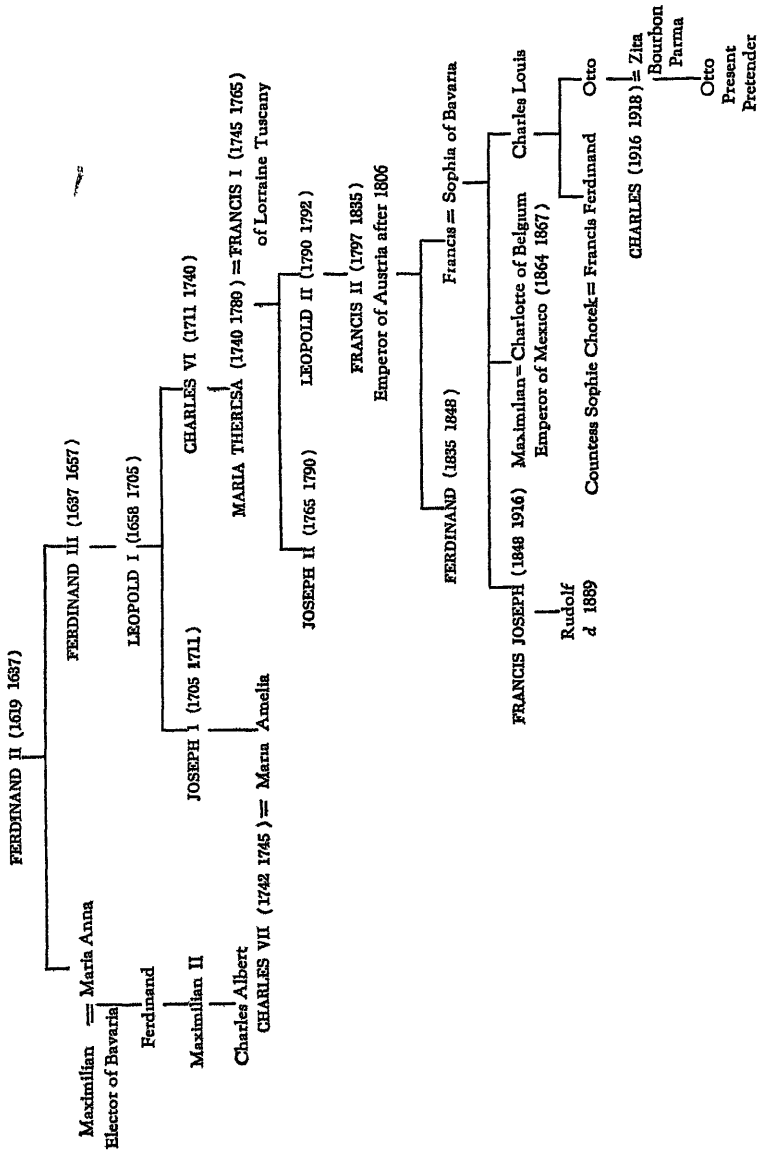 FERDINAND II (1619 1637)
Maximilian = Maria Anna
Elector of Bavaria
FERDINAND III (1637 1657)
Ferdinand
LEOPOLD I (1658 1705)
Maximilian II
JOSEPH I (1705 1711)
CHARLES VI (1711 1740)
Charles Albert
CHARLES VII (1742 1745) = Maria Amelia
MARIA THERESA (1740 1780) = FRANCIS I (1745 1765)
of Lorraine Tuscany
JOSEPH II (1765 1790)
LEOPOLD II (1790 1792)
FRANCIS II (1797 1835)
Emperor of Austria after 1806
FERDINAND (1835 1848)
Francis = Sophia of Bavaria
FRANCIS JOSEPH (1848 1916)
Maximilian = Charlotte of Belgium
Emperor of Mexico (1864 1867)
Charles Louis
Rudolf
d 1889
Countess Sophie Chotek = Francis Ferdinand
Otto
CHARLES (1916 1918) = Zita
Bourbon
Parma
Otto
Present
Pretender